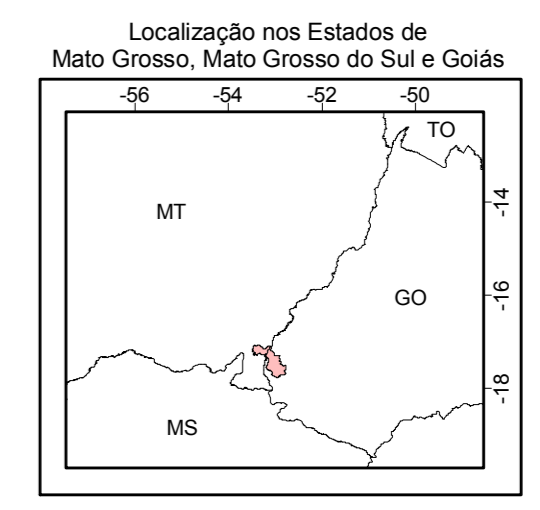 Localização nos Estados de
Mato Grosso, Mato Grosso do Sul e Goiás
-56 -54 -52 -50
TO
-14
MT
-16
GO
-18
MS